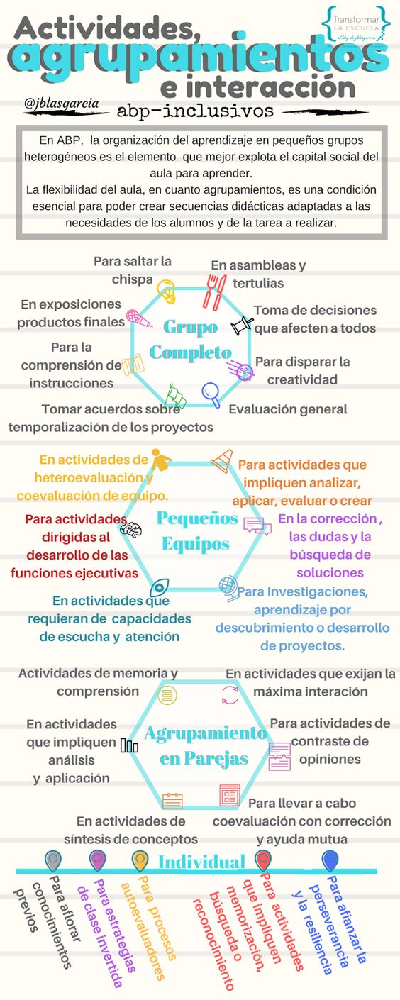 Transformar
LA ESCUELA
el blog de jblasgarcia
Actividades,
agrupamientos
e interacción
@jblasgarcia
abp-inclusivos
En ABP, la organización del aprendizaje en pequeños grupos
heterogéneos es el elemento que mejor explota el capital social del
aula para aprender.
La flexibilidad del aula, en cuanto agrupamientos, es una condición
esencial para poder crear secuencias didácticas adaptadas a las
necesidades de los alumnos y de la tarea a realizar.
Grupo
Completo
Para saltar la
chispa
En asambleas y
tertulias
En exposiciones
productos finales
Toma de decisiones
que afecten a todos
Para la
comprensión de
instrucciones
Para disparar la
creatividad
Tomar acuerdos sobre
temporalización de los proyectos
Evaluación general
Pequeños
Equipos
En actividades de
heteroevaluación y
coevaluación de equipo.
Para actividades que
impliquen analizar,
aplicar, evaluar o crear
Para actividades
dirigidas al
desarrollo de las
funciones ejecutivas
En la corrección ,
las dudas y la
búsqueda de
soluciones
En actividades que
requieran de capacidades
de escucha y atención
Para Investigaciones,
aprendizaje por
descubrimiento o desarrollo
de proyectos.
Agrupamiento
en Parejas
Actividades de memoria y
comprensión
En actividades que exijan la
máxima interación
En actividades
que impliquen
análisis
y aplicación
Para actividades de
contraste de
opiniones
En actividades de
síntesis de conceptos
Para llevar a cabo
coevaluación con corrección
y ayuda mutua
Individual
Para aflorar
conocimientos
previos
Para estrategias
de clase invertida
Para procesos
autoevaluadores
Para actividades
que impliquen
memorización,
búsqueda o
reconocimiento
Para afianzar la
perseverancia
y la resiliencia